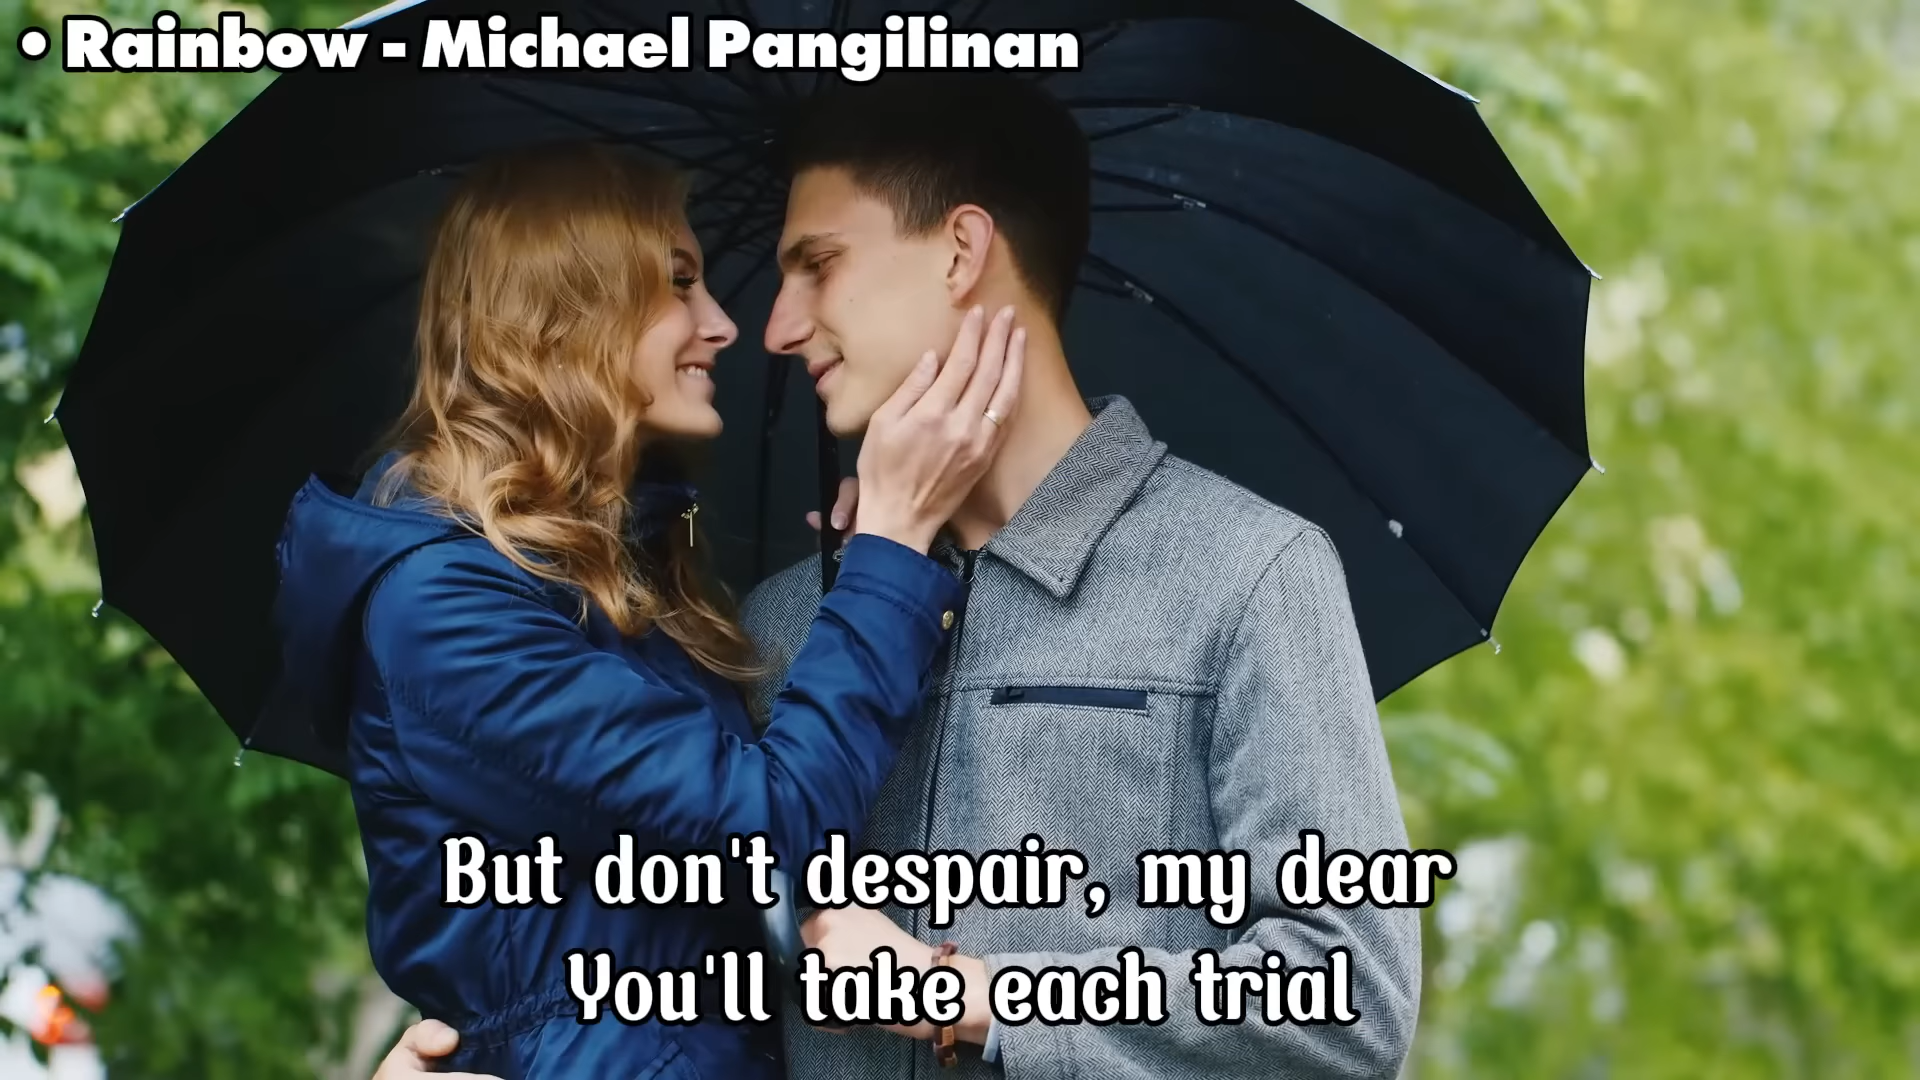 • Rainbow - Michael Pangilinan
But don't despair, my dear
You'll take each trial